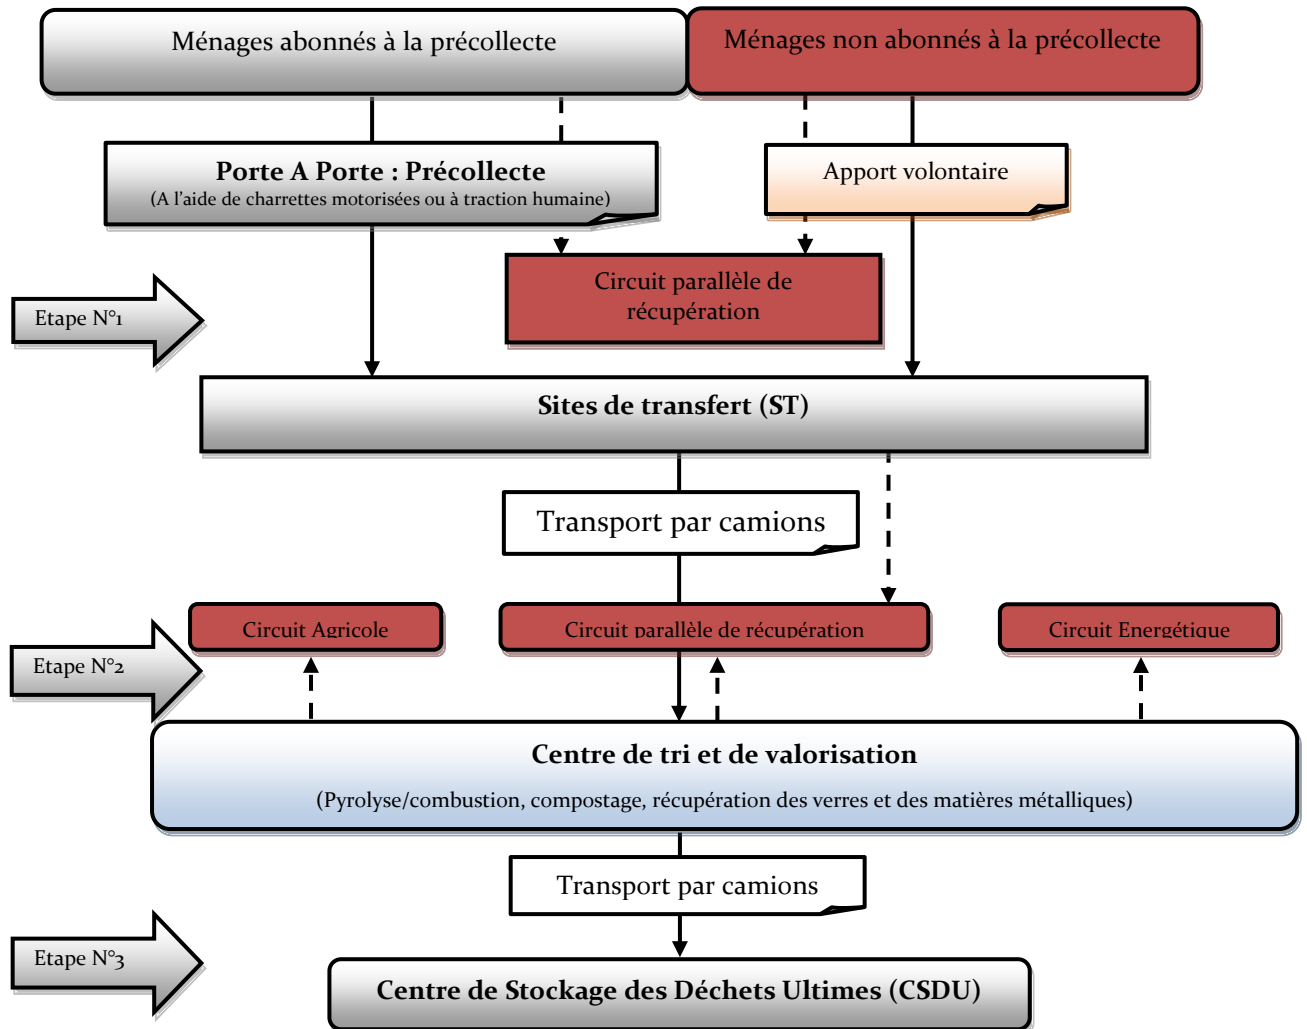 Ménages abonnés à la précollecte
Ménages non abonnés à la précollecte
Porte A Porte : Précollecte
(A l'aide de charrettes motorisées ou à traction humaine)
Apport volontaire
Circuit parallèle de
récupération
Etape N°1
Sites de transfert (ST)
Transport par camions
Circuit Agricole
Circuit parallèle de récupération
Circuit Energétique
Etape N°2
Centre de tri et de valorisation
(Pyrolyse/combustion, compostage, récupération des verres et des matières métalliques)
Transport par camions
Etape N°3
Centre de Stockage des Déchets Ultimes (CSDU)